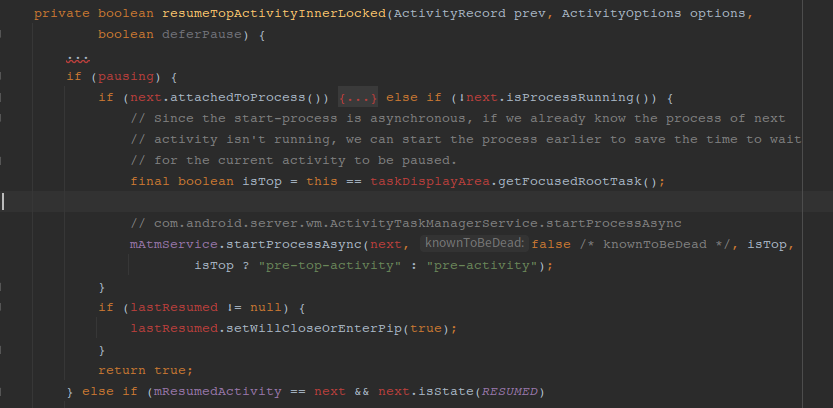 private boolean resumeTopActivityInnerLocked(ActivityRecord prev, ActivityOptions options,
boolean deferPause) {
...
if (pausing) {
if (next.attachedToProcess()) {...} else if (!next.isProcessRunning()) {
// Since the start-process is asynchronous, if we already know the process of next
// activity isn't running, we can start the process earlier to save the time to wait
// for the current activity to be paused.
final boolean isTop = this == taskDisplayArea.getFocusedRootTask();
// com.android.server.wm.ActivityTaskManagerService.startProcessAsync
mAtmService.startProcessAsync(next, knownToBeDead: false /* knownToBeDead */, isTop,
isTop ? "pre-top-activity" : "pre-activity");
}
if (lastResumed != null) {
lastResumed.setWillCloseOrEnterPip(true);
}
return true;
} else if (mResumedActivity == next && next.isState(RESUMED)